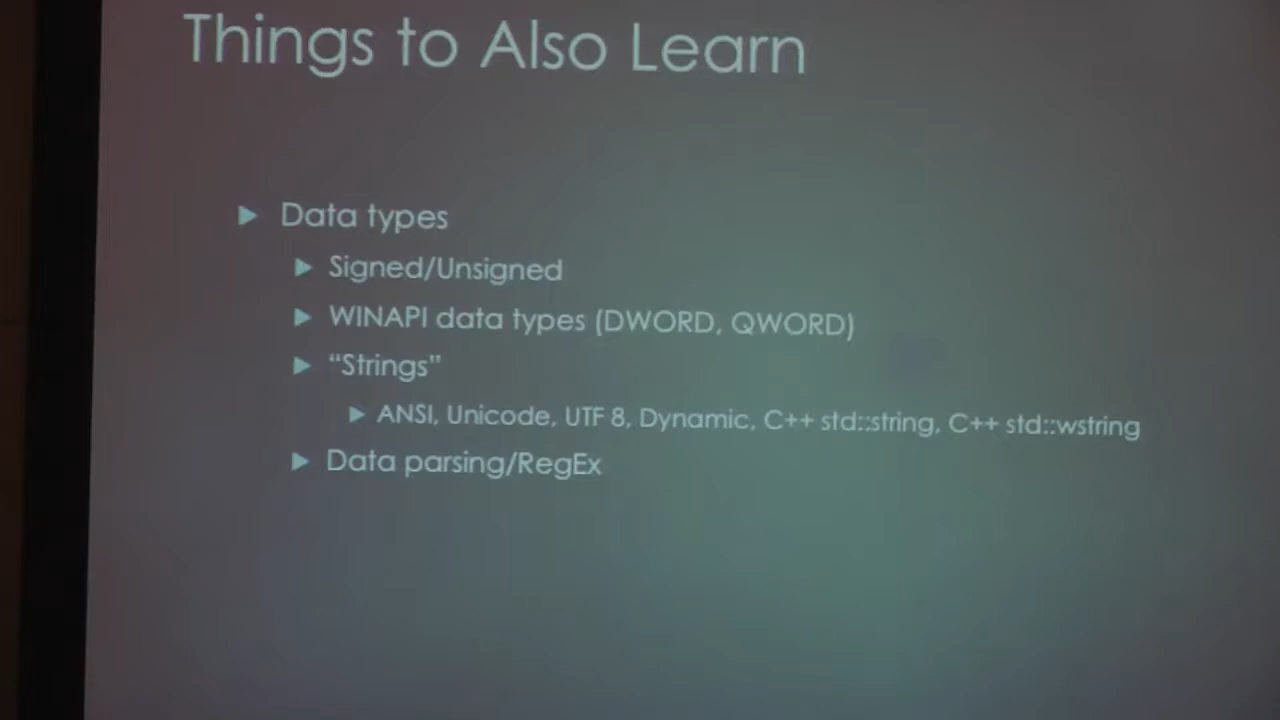 Things to Also Learn
Data types
Signed/Unsigned
WINAPI data types (DWORD, QWORD)
“Strings”
ANSI, Unicode, UTF 8, Dynamic, C++ std::string, C++ std::wstring
Data parsing/RegEx